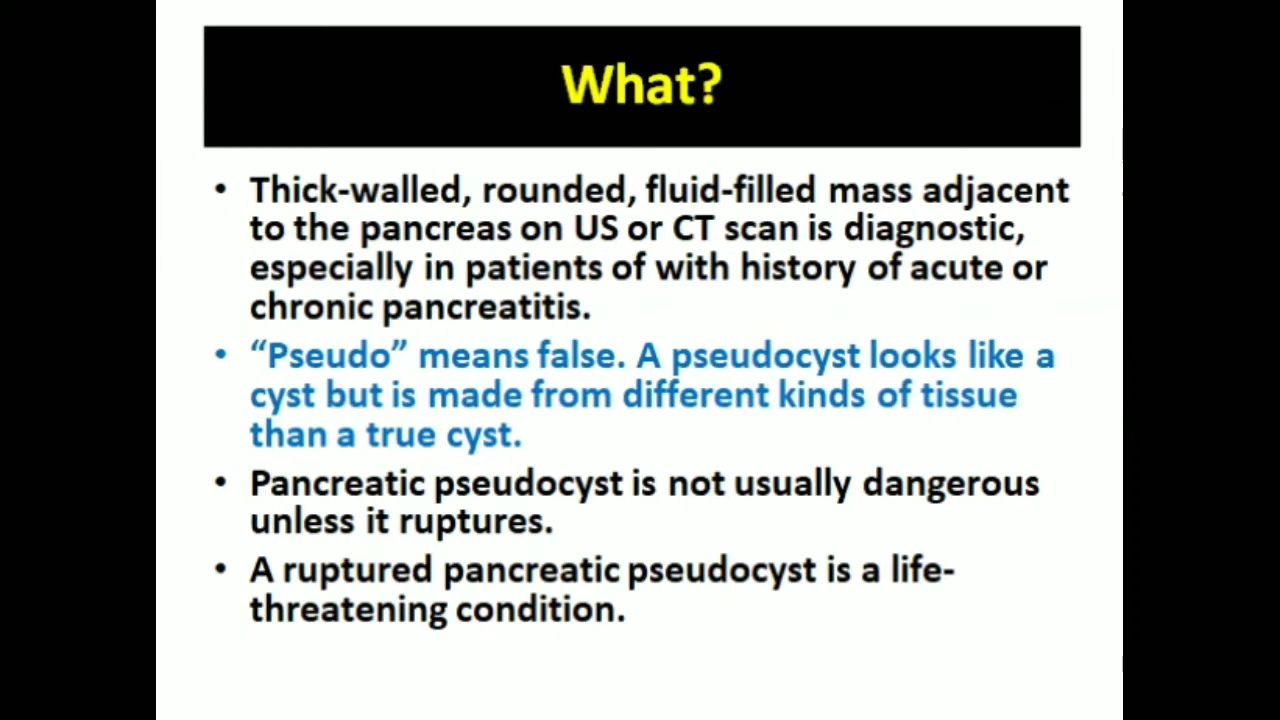 What?
• Thick-walled, rounded, fluid-filled mass adjacent
to the pancreas on US or CT scan is diagnostic,
especially in patients of with history of acute or
chronic pancreatitis.
• “Pseudo” means false. A pseudocyst looks like a
cyst but is made from different kinds of tissue
than a true cyst.
• Pancreatic pseudocyst is not usually dangerous
unless it ruptures.
• A ruptured pancreatic pseudocyst is a life-
threatening condition.